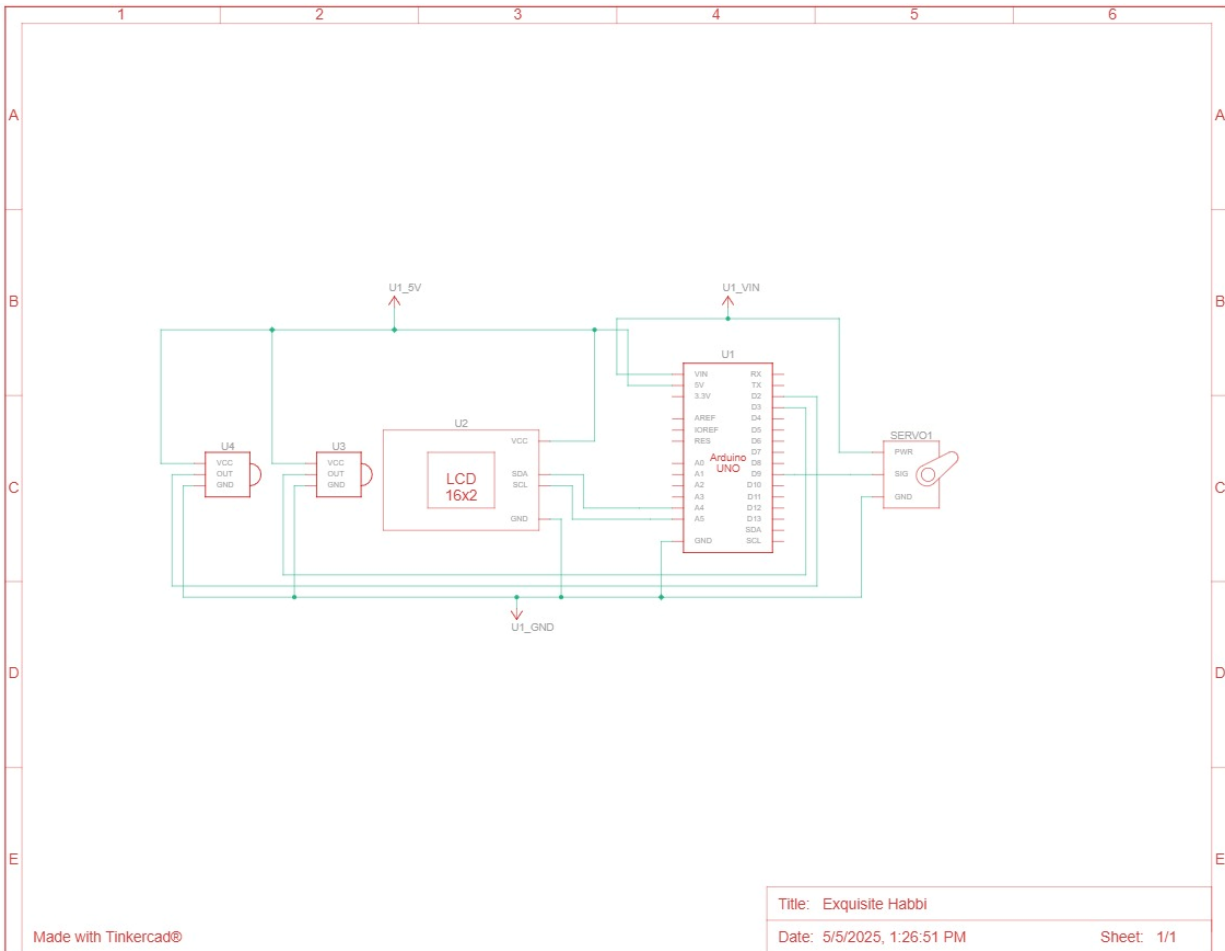 1 2 3 4 5 6
A A
U1_5V U1_VIN
B B
U1
VIN RX
5V TX
3.3V D2
D3
AREF D4
IOREF D5
RES D6
D7
A0 D8
A1 D9
A2 D10
A3 D11
A4 D12
A5 D13
SDA
GND SCL
Arduino
UNO
U2
VCC
SDA
SCL
GND
LCD
16x2
U4
VCC
OUT
GND
U3
VCC
OUT
GND
SERVO1
PWR
SIG
GND
C C
U1_GND
D D
E E
Title: Exquisite Habbi
Made with Tinkercad®
Date: 5/5/2025, 1:26:51 PM Sheet: 1/1